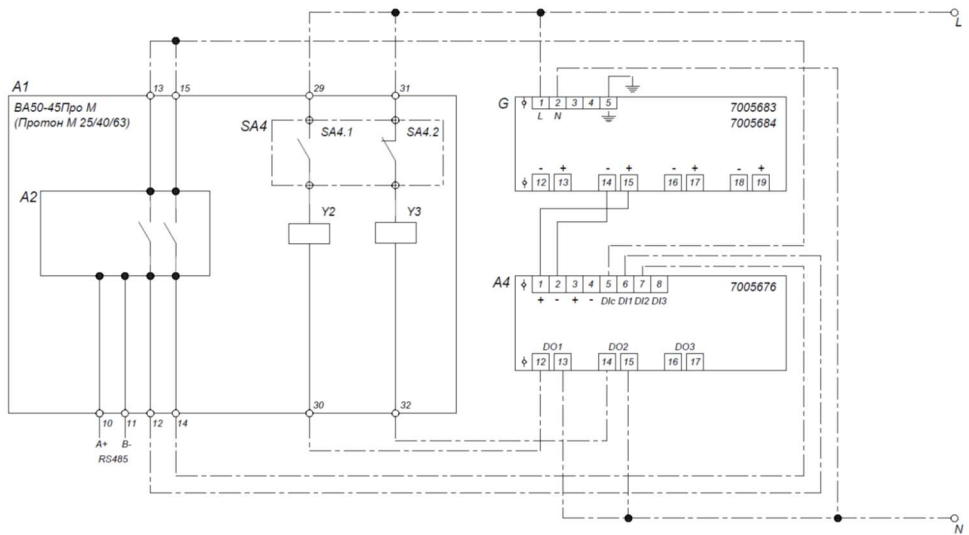 L
A1
13 15 29 31
ВА50-45Про М
(Протон М 25/40/63)
SA4 SA4.1 SA4.2
G
1 2 3 4 5
L N
7005683
7005684
- + - + - + - +
12 13 14 15 16 17 18 19
A2
Y2 Y3
A4
1 2 3 4 5 6 7 8
+ - + - DIc DI1 DI2 DI3
7005676
DO1 DO2 DO3
12 13 14 15 16 17
10 11 12 14 30 32
A+ B-
RS485
N